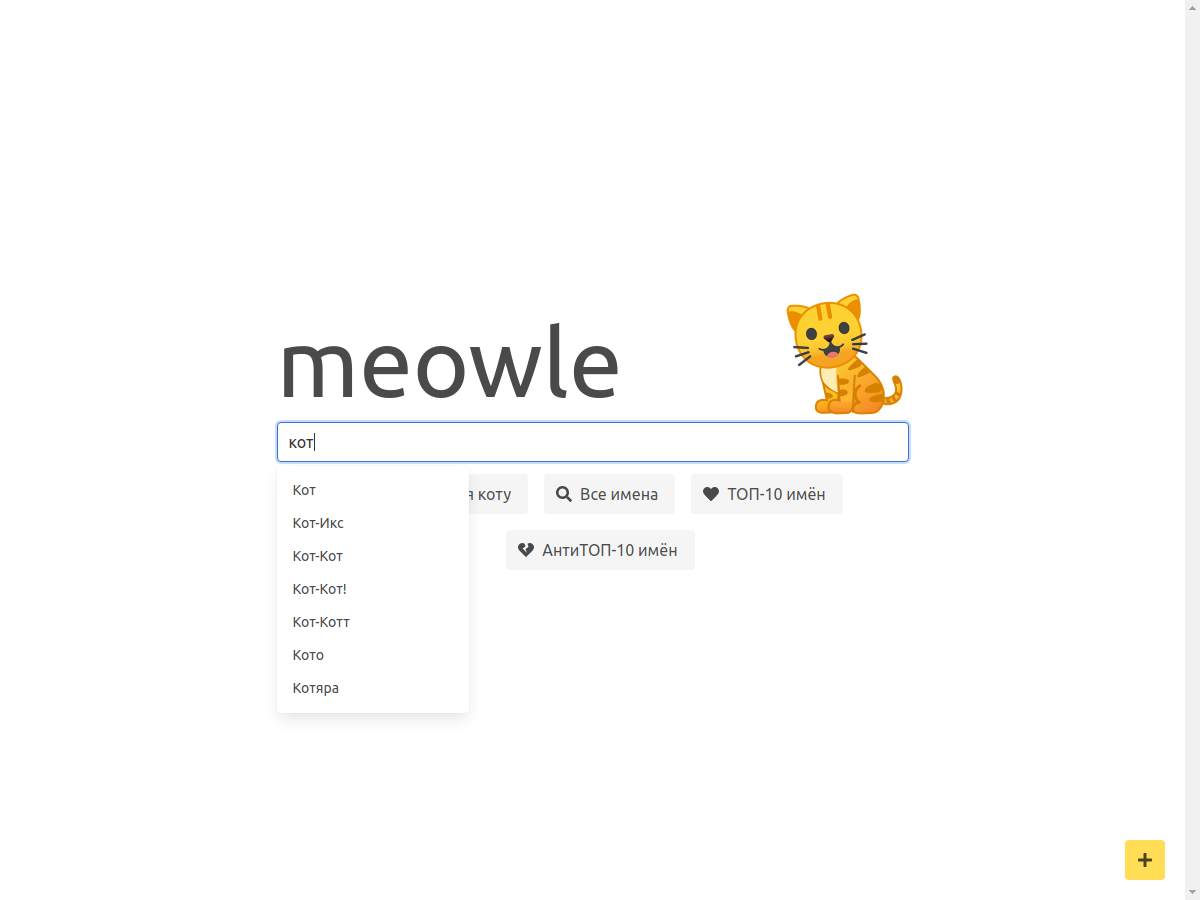 meowle
кот
Кот
Кот-Икс
Кот-Кот
Кот-Кот!
Кот-Котт
Кото
Котяра
коту
Все имена
ТОП-10 имён
АнтиТОП-10 имён